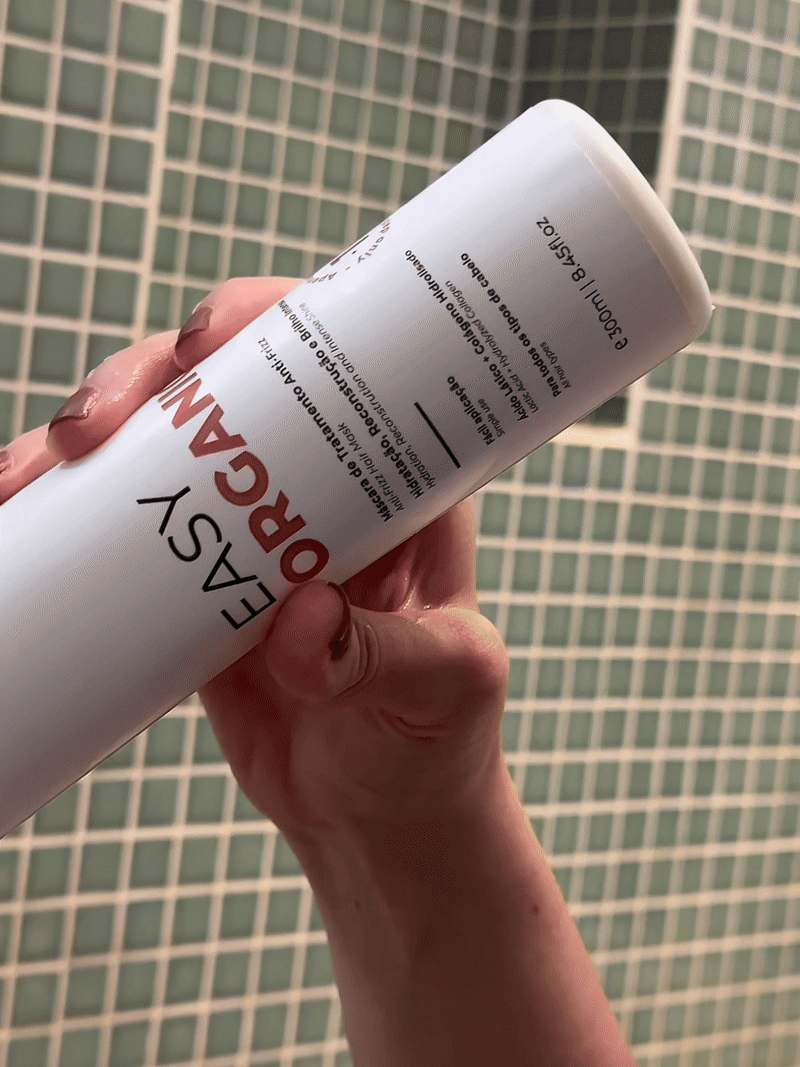 EASY
ORGANI
Máscara de Tratamento Anti-Frizz
Anti-Frizz Hair Mask
Hidratação, Reconstrução e Brilho Intens
Hydration, Reconstruction and Intense Shine
Fácil aplicação
Simple use
Ácido Lático + Colágeno Hidrolisado
Lactic Acid + Hydrolyzed Collagen
Para todos os tipos de cabelo
All hair types
e 300ml | 8.45fl.oz